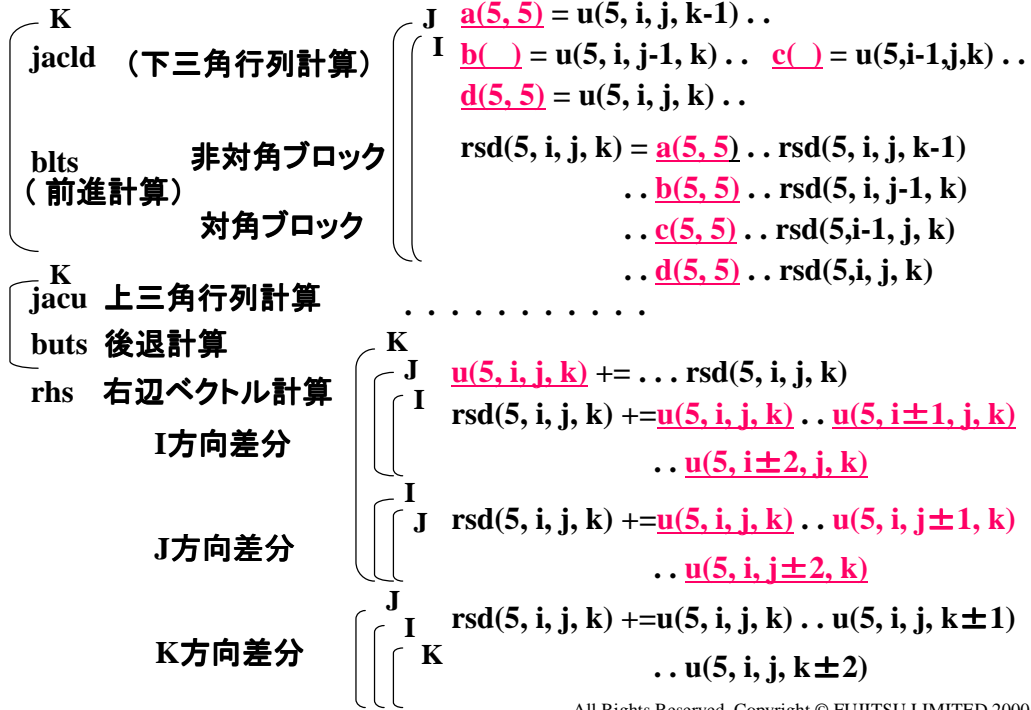 K
J a(5, 5) = u(5, i, j, k-1) . .
jacld (下三角行列計算) I b( ) = u(5, i, j-1, k) . . c( ) = u(5,i-1,j,k) . .
d(5, 5) = u(5, i, j, k) . .
blts 非対角ブロック rsd(5, i, j, k) = a(5, 5) . . rsd(5, i, j, k-1)
( 前進計算) . . b(5, 5) . . rsd(5, i, j-1, k)
対角ブロック . . c(5, 5) . . rsd(5,i-1, j, k)
. . d(5, 5) . . rsd(5,i, j, k)
K
jacu 上三角行列計算 . . . . . . . . . . .
buts 後退計算
K
rhs 右辺ベクトル計算 J u(5, i, j, k) += . . . rsd(5, i, j, k)
I rsd(5, i, j, k) +=u(5, i, j, k) . . u(5, i±1, j, k)
I方向差分
. . u(5, i±2, j, k)
I
J rsd(5, i, j, k) +=u(5, i, j, k) . . u(5, i, j±1, k)
J方向差分
. . u(5, i, j±2, k)
J
I rsd(5, i, j, k) +=u(5, i, j, k) . . u(5, i, j, k±1)
K方向差分 K
. . u(5, i, j, k±2)
All Rights Reserved, Copyright © FUJITSU LIMITED 2000